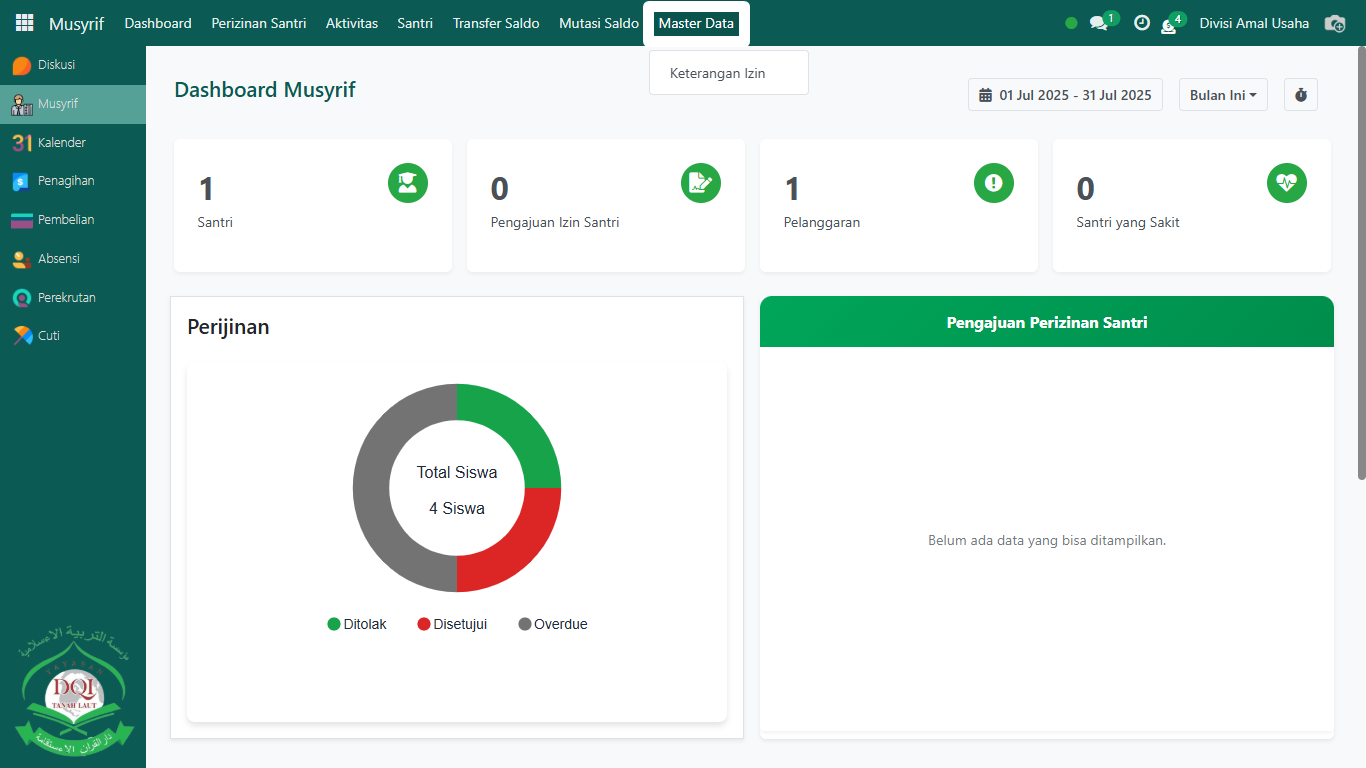 Musyrif Dashboard Perizinan Santri Aktivitas Santri Transfer Saldo Mutasi Saldo Master Data 1 4 Divisi Amal Usaha
Keterangan Izin
Diskusi
Musyrif
31 Kalender
Penagihan
Pembelian
Absensi
Perekrutan
Cuti
Dashboard Musyrif
01 Jul 2025 - 31 Jul 2025 Bulan Ini
1
Santri
0
Pengajuan Izin Santri
1
Pelanggaran
0
Santri yang Sakit
Perijinan
Total Siswa
4 Siswa
Ditolak Disetujui Overdue
Pengajuan Perizinan Santri
Belum ada data yang bisa ditampilkan.
مؤسسة التربية الاسلامية
YAYASAN
DQI
TANAH LAUT
دار القرآن الاستقامة